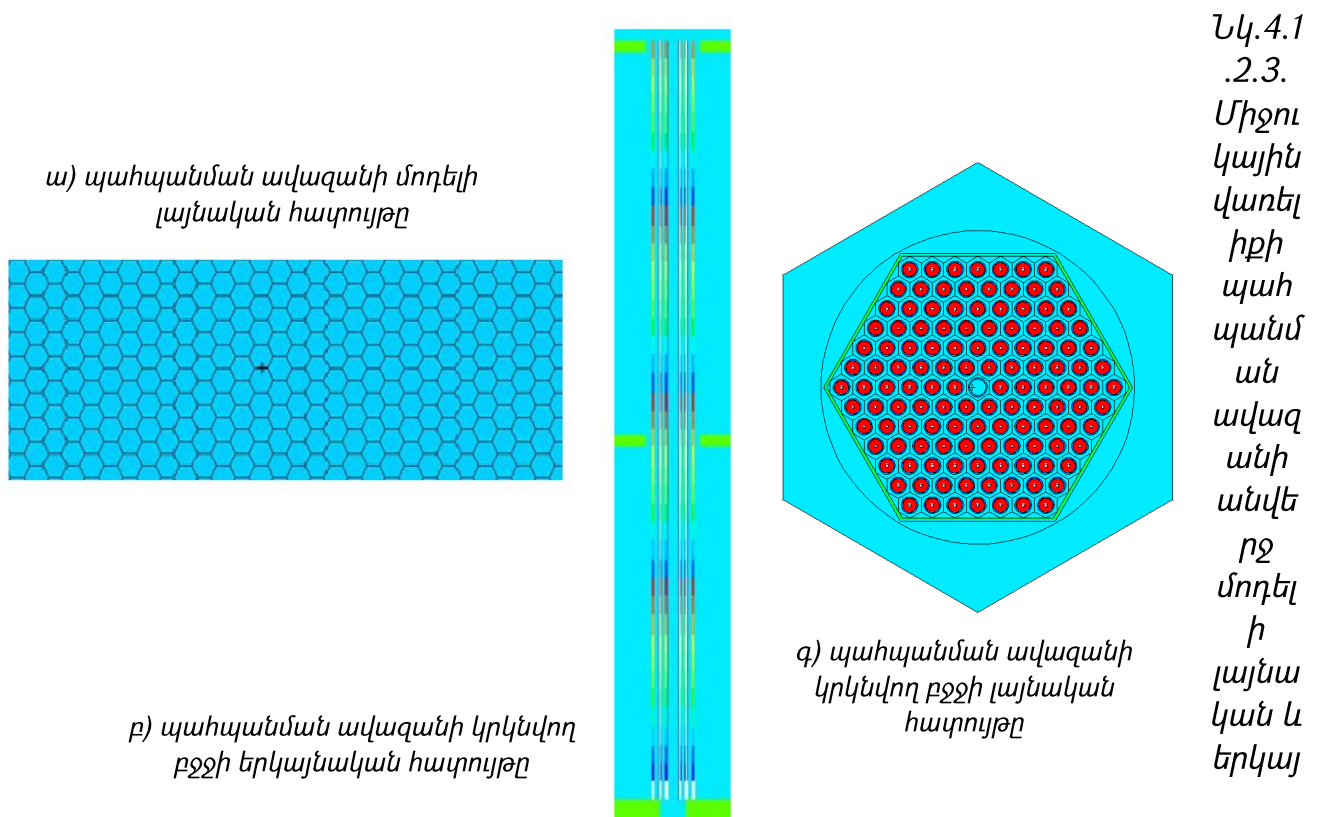 ա) պահպանման ավազանի մոդելի
լայնական հատույթը
բ) պահպանման ավազանի կրկնվող
բջջի երկայնական հատույթը
գ) պահպանման ավազանի
կրկնվող բջջի լայնական
հատույթը
Նկ.4.1
.2.3.
Միջու
կային
վառել
իքի
պահ
պանմ
ան
ավազ
անի
անվե
րջ
մոդել
ի
լայնա
կան և
երկայ